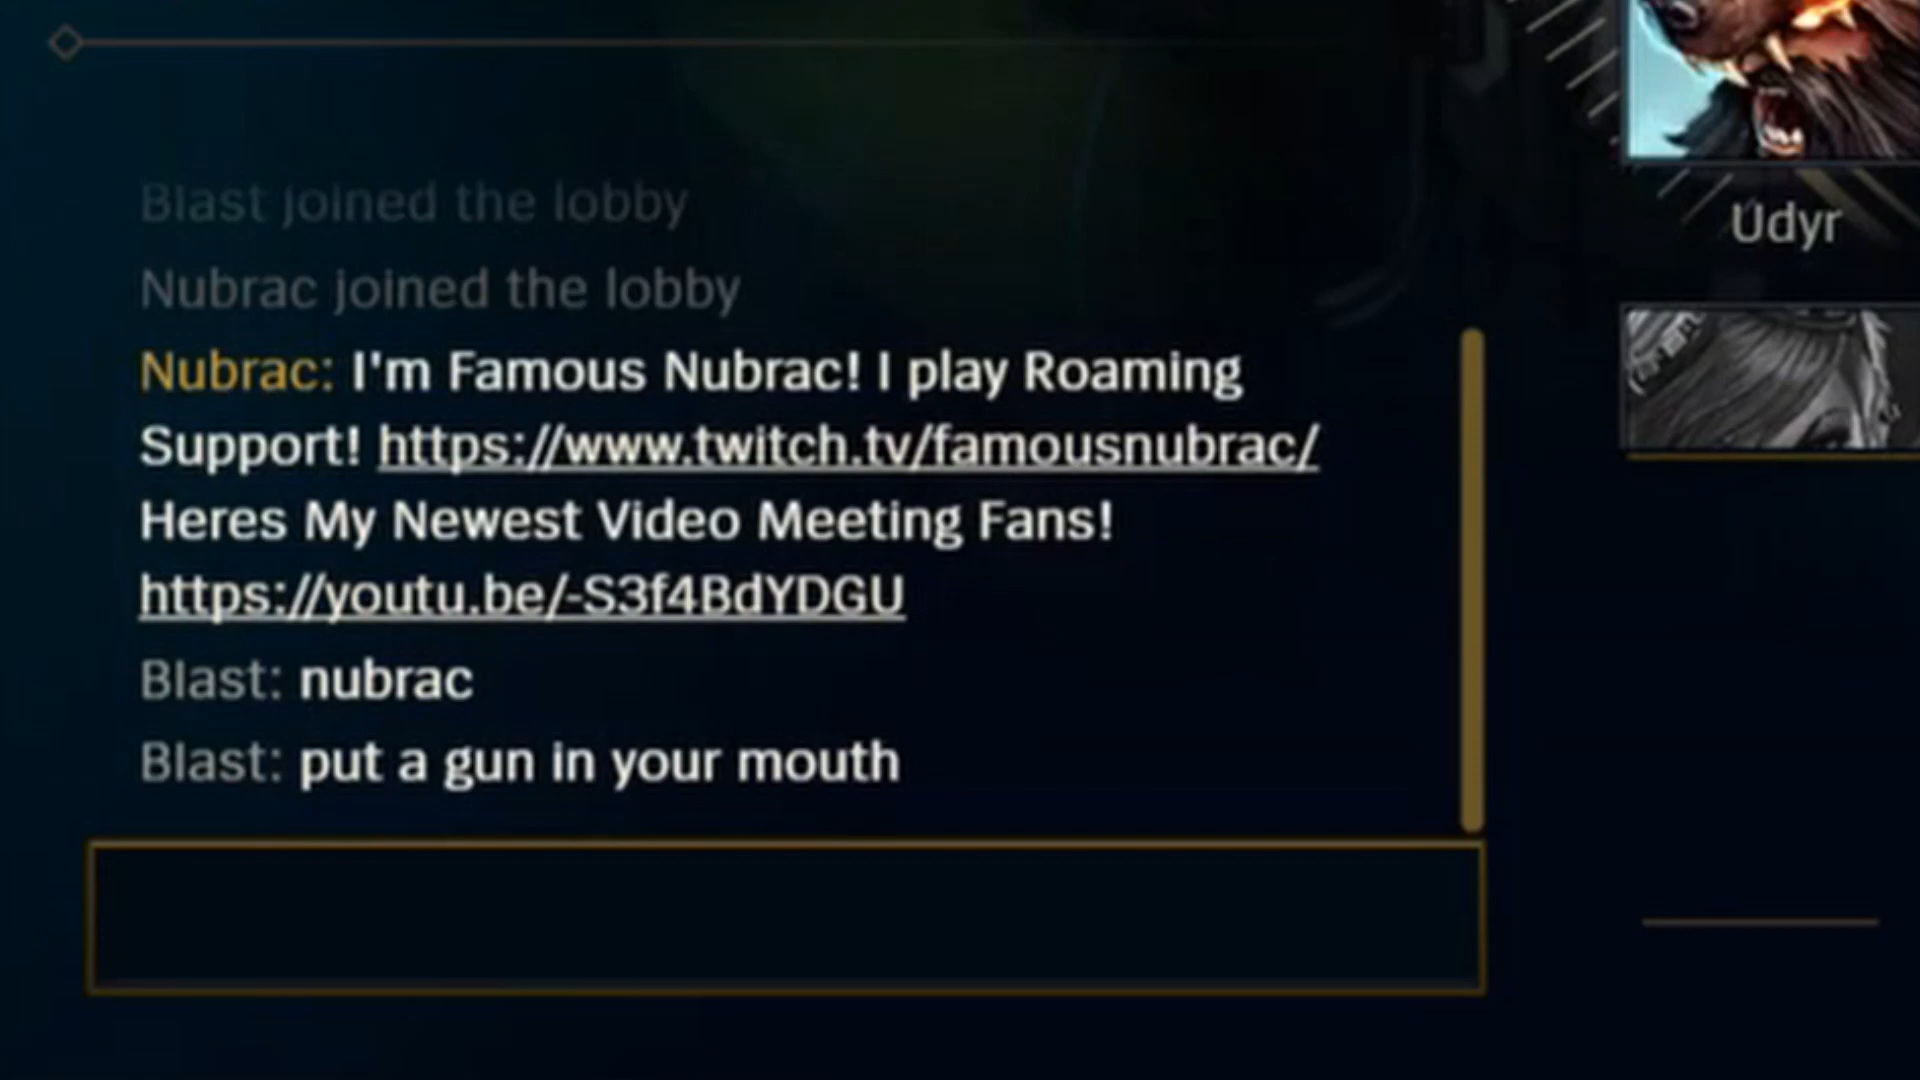 Blast joined the lobby
Nubrac joined the lobby
Nubrac: I'm Famous Nubrac! I play Roaming
Support! https://www.twitch.tv/famousnubrac/
Heres My Newest Video Meeting Fans!
https://youtu.be/-S3f4BdYDGU
Blast: nubrac
Blast: put a gun in your mouth
Udyr